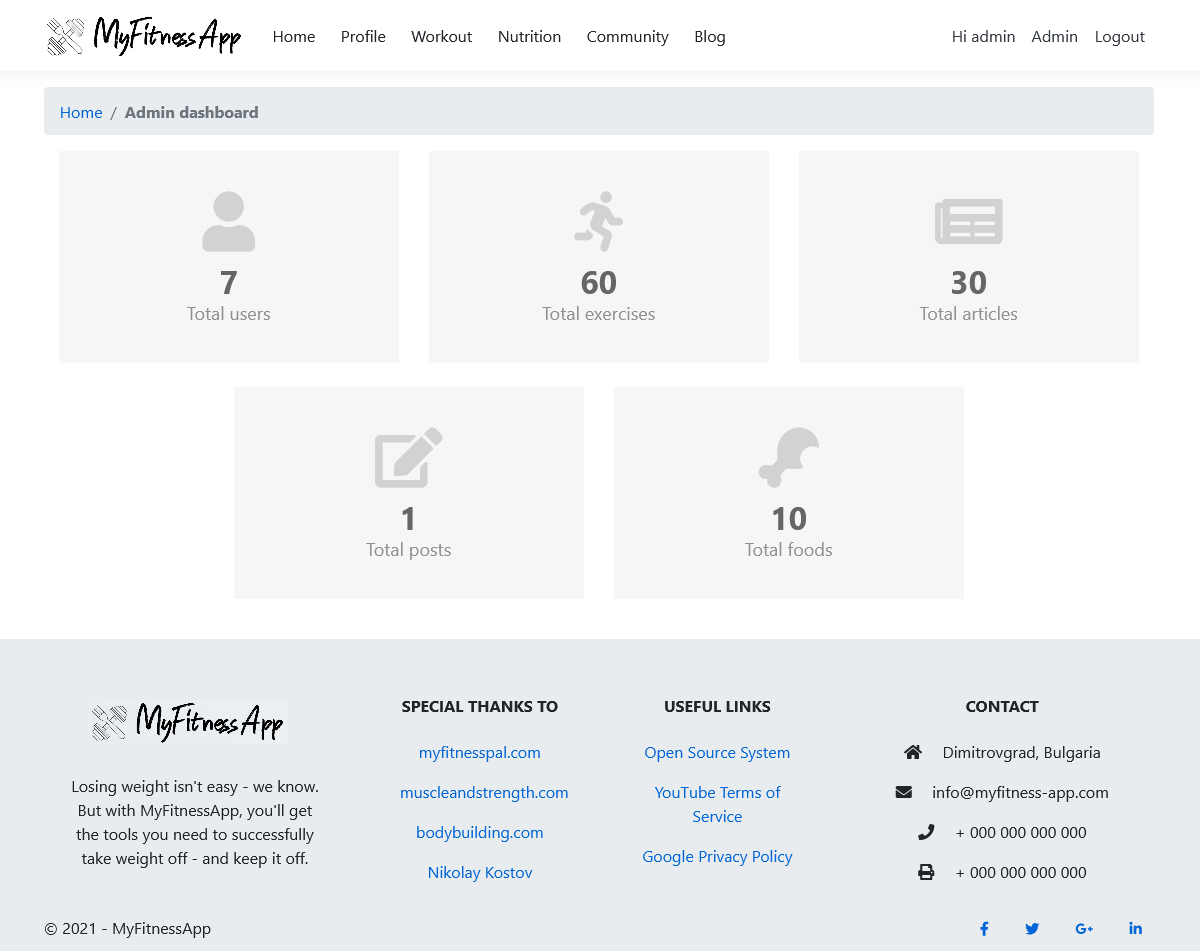 MyFitnessApp Home Profile Workout Nutrition Community Blog Hi admin Admin Logout
Home / Admin dashboard
7
Total users
60
Total exercises
30
Total articles
1
Total posts
10
Total foods
MyFitnessApp
Losing weight isn't easy - we know.
But with MyFitnessApp, you'll get
the tools you need to successfully
take weight off - and keep it off.
SPECIAL THANKS TO
myfitnesspal.com
muscleandstrength.com
bodybuilding.com
Nikolay Kostov
USEFUL LINKS
Open Source System
YouTube Terms of
Service
Google Privacy Policy
CONTACT
Dimitrovgrad, Bulgaria
info@myfitness-app.com
+ 000 000 000 000
+ 000 000 000 000
© 2021 - MyFitnessApp